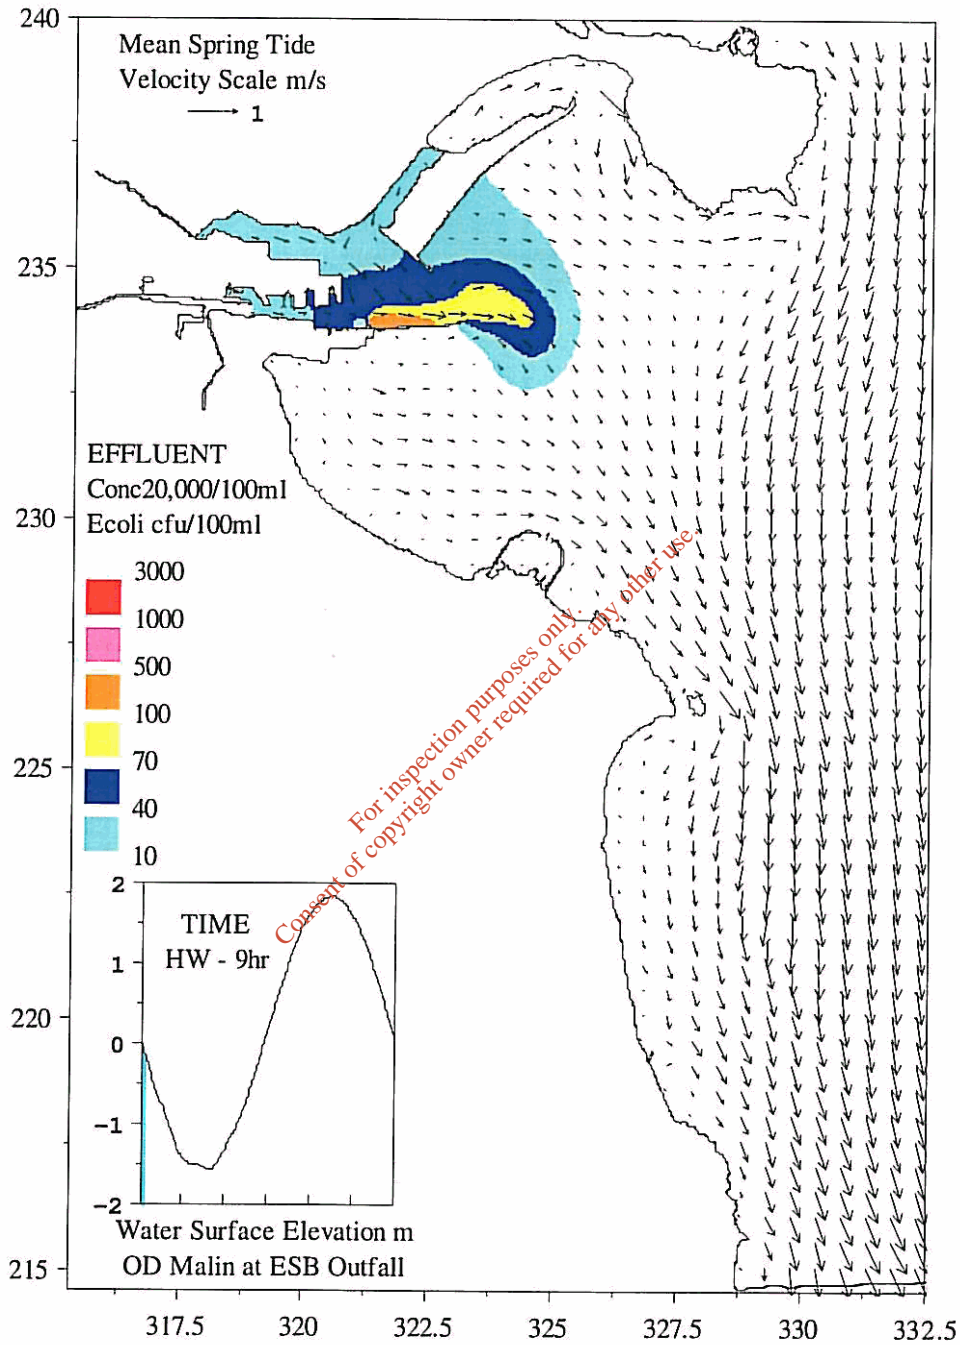 240
Mean Spring Tide
Velocity Scale m/s
1
235
EFFLUENT
Conc20,000/100ml
Ecoli cfu/100ml
230
3000
1000
500
100
70
40
10
225
For inspection purposes only.
Consent of copyright owner required for any other use.
2
TIME
HW - 9hr
1
220
0
-1
-2
Water Surface Elevation m
OD Malin at ESB Outfall
215
317.5 320 322.5 325 327.5 330 332.5